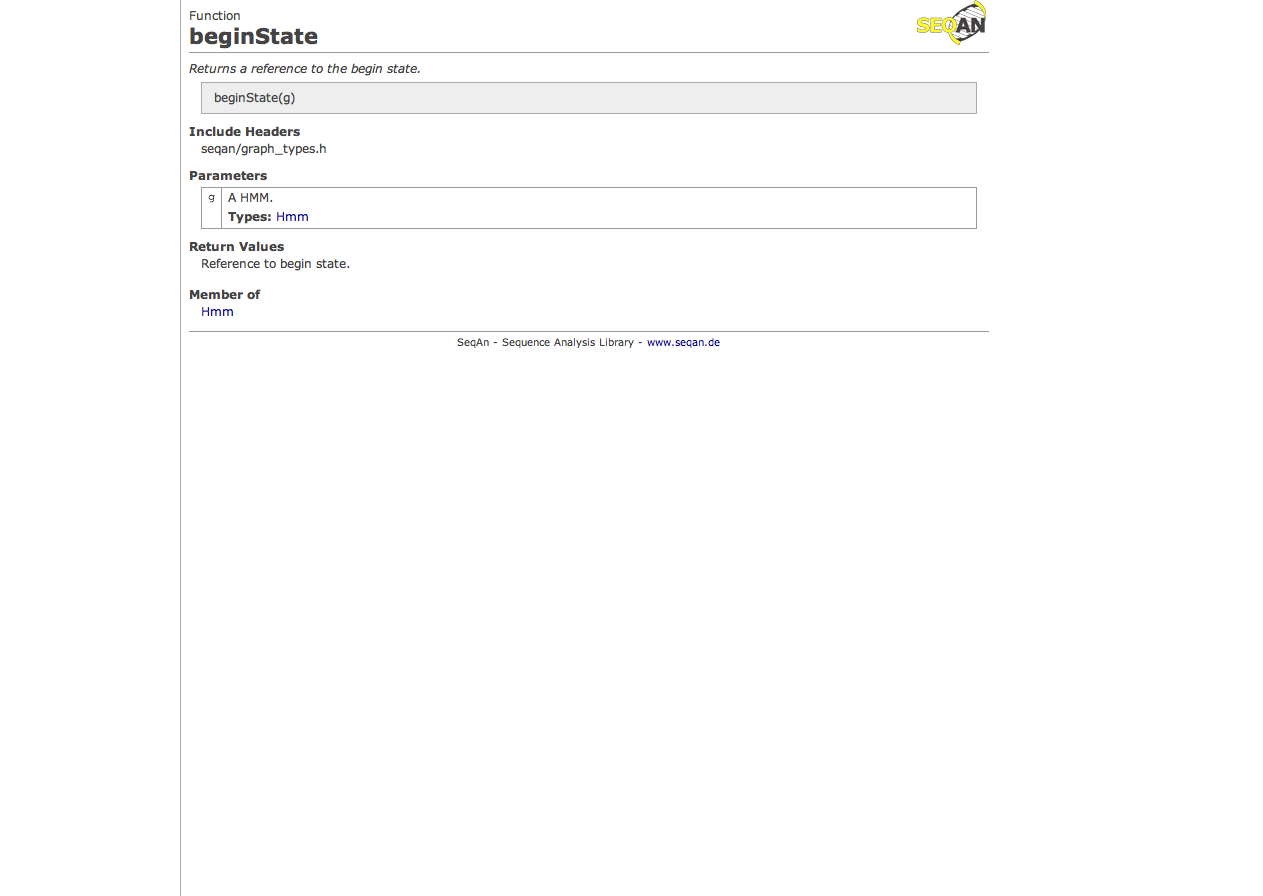 Function
beginState
SEQAN
Returns a reference to the begin state.
beginState(g)
Include Headers
seqan/graph_types.h
Parameters
g
A HMM.
Types: Hmm
Return Values
Reference to begin state.
Member of
Hmm
SeqAn - Sequence Analysis Library - www.seqan.de